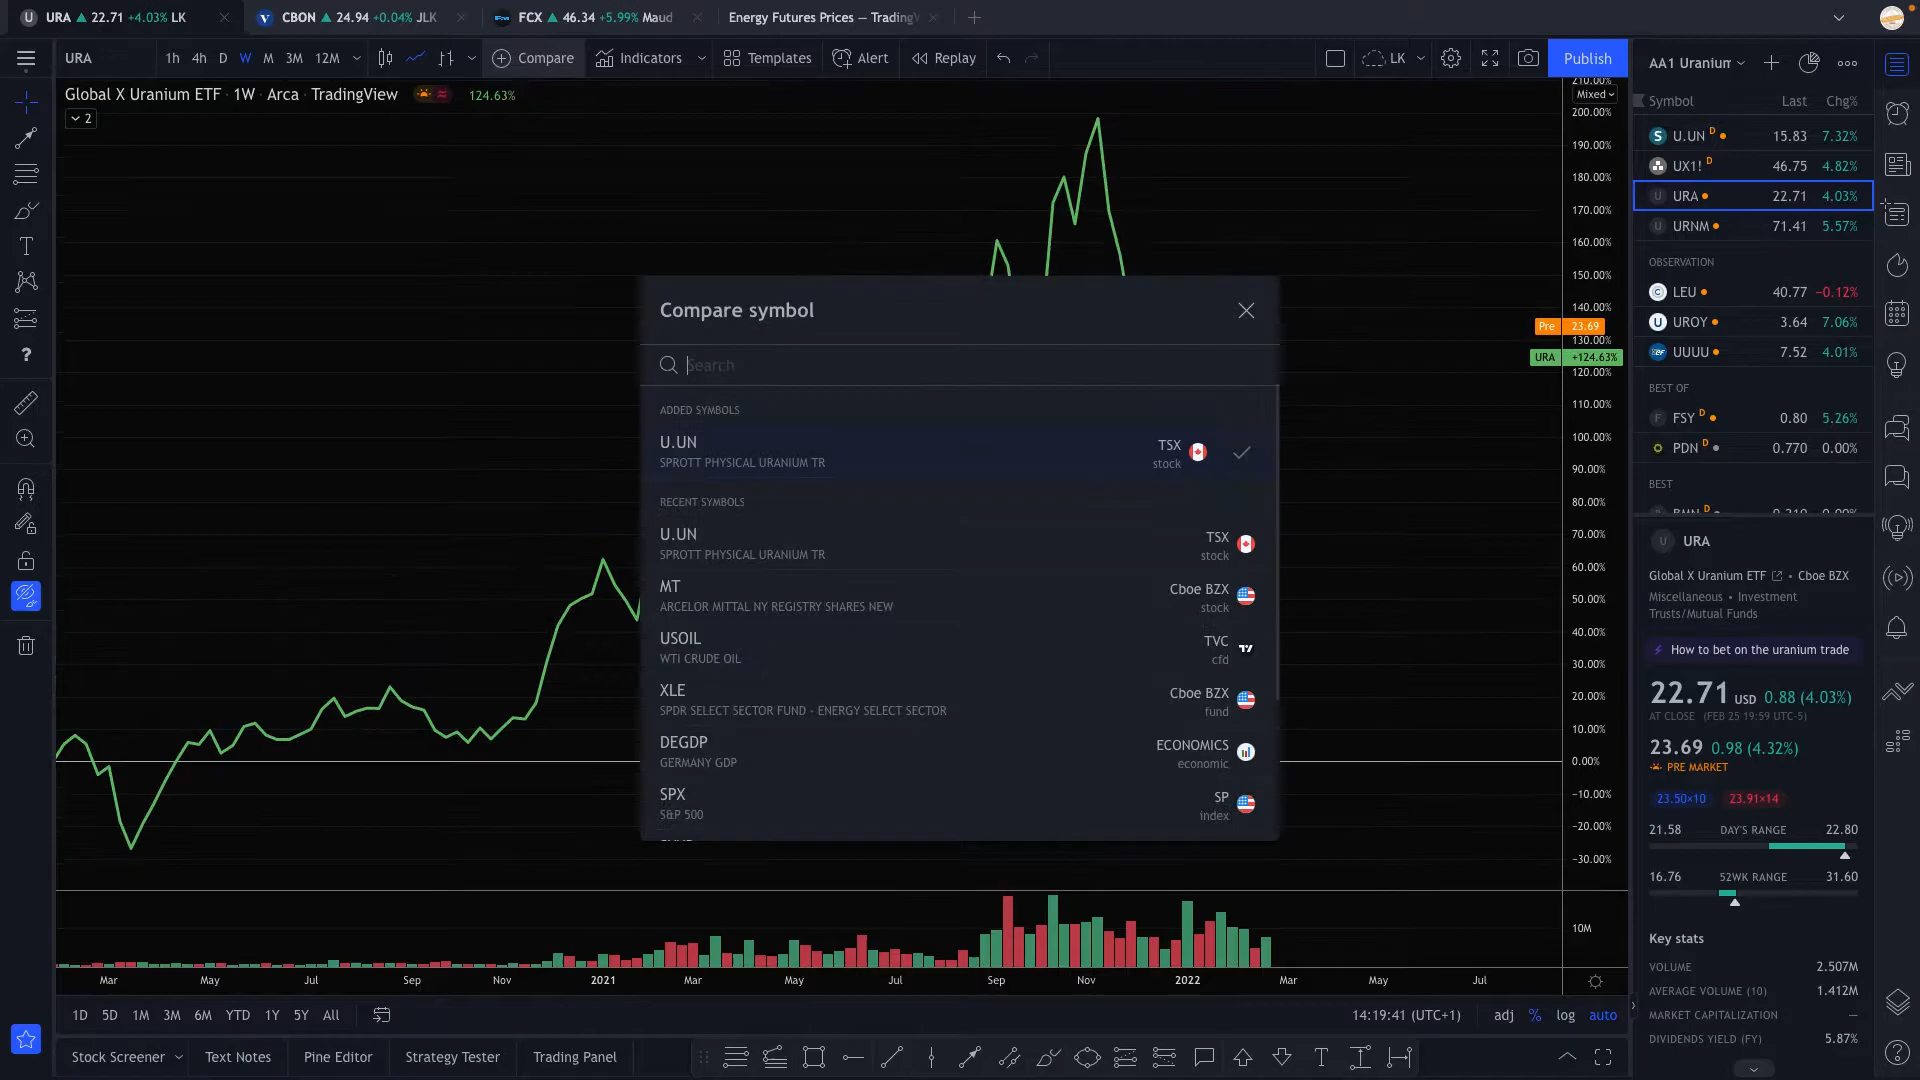 URA ▲ 22.71 +4.03% LK
CBON ▲ 24.94 +0.04% JLK
FCX ▲ 46.34 +5.99% Maud
Energy Futures Prices — TradingV
URA
1h 4h D W M 3M 12M
Compare
Indicators
Templates
Alert
Replay
LK
Publish
Global X Uranium ETF · 1W · Arca · TradingView
124.63%
2
Mixed
210.00%
200.00%
190.00%
180.00%
170.00%
160.00%
150.00%
140.00%
Pre 23.69
130.00%
URA +124.63%
120.00%
110.00%
100.00%
90.00%
80.00%
70.00%
60.00%
50.00%
40.00%
30.00%
20.00%
10.00%
0.00%
−10.00%
−20.00%
−30.00%
10M
Compare symbol
Search
ADDED SYMBOLS
U.UN
SPROTT PHYSICAL URANIUM TR
TSX
stock
RECENT SYMBOLS
U.UN
SPROTT PHYSICAL URANIUM TR
TSX
stock
MT
ARCELOR MITTAL NY REGISTRY SHARES NEW
Cboe BZX
stock
USOIL
WTI CRUDE OIL
TVC
cfd
XLE
SPDR SELECT SECTOR FUND - ENERGY SELECT SECTOR
Cboe BZX
fund
DEGDP
GERMANY GDP
ECONOMICS
economic
SPX
S&P 500
SP
index
Mar May Jul Sep Nov 2021 Mar May Jul Sep Nov 2022 Mar May Jul
1D 5D 1M 3M 6M YTD 1Y 5Y All
14:19:41 (UTC+1)
adj % log auto
Stock Screener
Text Notes
Pine Editor
Strategy Tester
Trading Panel
AA1 Uranium
Symbol Last Chg%
U.UN D 15.83 7.32%
UX1! D 46.75 4.82%
URA 22.71 4.03%
URNM 71.41 5.57%
OBSERVATION
LEU 40.77 −0.12%
UROY 3.64 7.06%
UUUU 7.52 4.01%
BEST OF
FSY D 0.80 5.26%
PDN D 0.770 0.00%
BEST
URA
Global X Uranium ETF • Cboe BZX
Miscellaneous • Investment
Trusts/Mutual Funds
How to bet on the uranium trade
22.71 USD 0.88 (4.03%)
AT CLOSE (FEB 25 19:59 UTC-5)
23.69 0.98 (4.32%)
PRE MARKET
23.50×10 23.91×14
21.58 DAY'S RANGE 22.80
16.76 52WK RANGE 31.60
Key stats
VOLUME 2.507M
AVERAGE VOLUME (10) 1.412M
MARKET CAPITALIZATION —
DIVIDENDS YIELD (FY) 5.87%